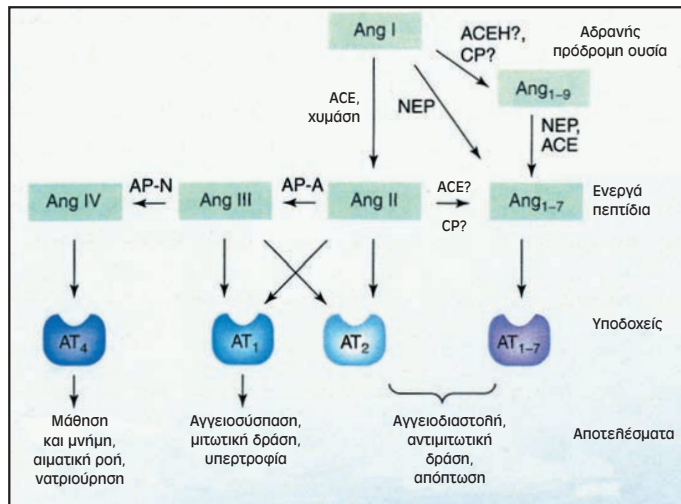 Ang I
ACEH?,
CP?
Αδρανής
πρόδρομη ουσία
Ang1–9
ACE,
χυμάση
NEP
NEP,
ACE
Ang IV
AP-N
Ang III
AP-A
Ang II
ACE?
CP?
Ang1–7
Ενεργά
πεπτίδια
AT4
AT1
AT2
AT1–7
Υποδοχείς
Μάθηση
και μνήμη,
αιματική ροή,
νατριούρηση
Αγγειοσύσπαση,
μιτωτική δράση,
υπερτροφία
Αγγειοδιαστολή,
αντιμιτωτική
δράση,
απόπτωση
Αποτελέσματα